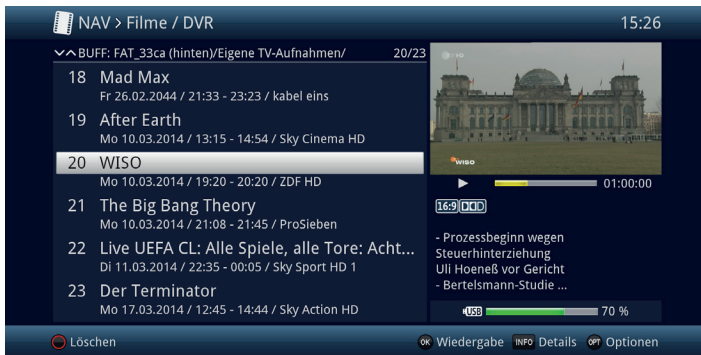 NAV > Filme / DVR
15:26
BUFF: FAT_33ca (hinten)/Eigene TV-Aufnahmen/ 20/23
18 Mad Max
Fr 26.02.2044 / 21:33 - 23:23 / kabel eins
19 After Earth
Mo 10.03.2014 / 13:15 - 14:54 / Sky Cinema HD
20 WISO
Mo 10.03.2014 / 19:20 - 20:20 / ZDF HD
21 The Big Bang Theory
Mo 10.03.2014 / 21:08 - 21:45 / ProSieben
22 Live UEFA CL: Alle Spiele, alle Tore: Acht...
Di 11.03.2014 / 22:35 - 00:05 / Sky Sport HD 1
23 Der Terminator
Mo 17.03.2014 / 12:45 - 14:44 / Sky Action HD
WISO
01:00:00
16:9
- Prozessbeginn wegen
Steuerhinterziehung
Uli Hoeneß vor Gericht
- Bertelsmann-Studie ...
USB 70 %
Löschen
OK Wiedergabe INFO Details OPT Optionen